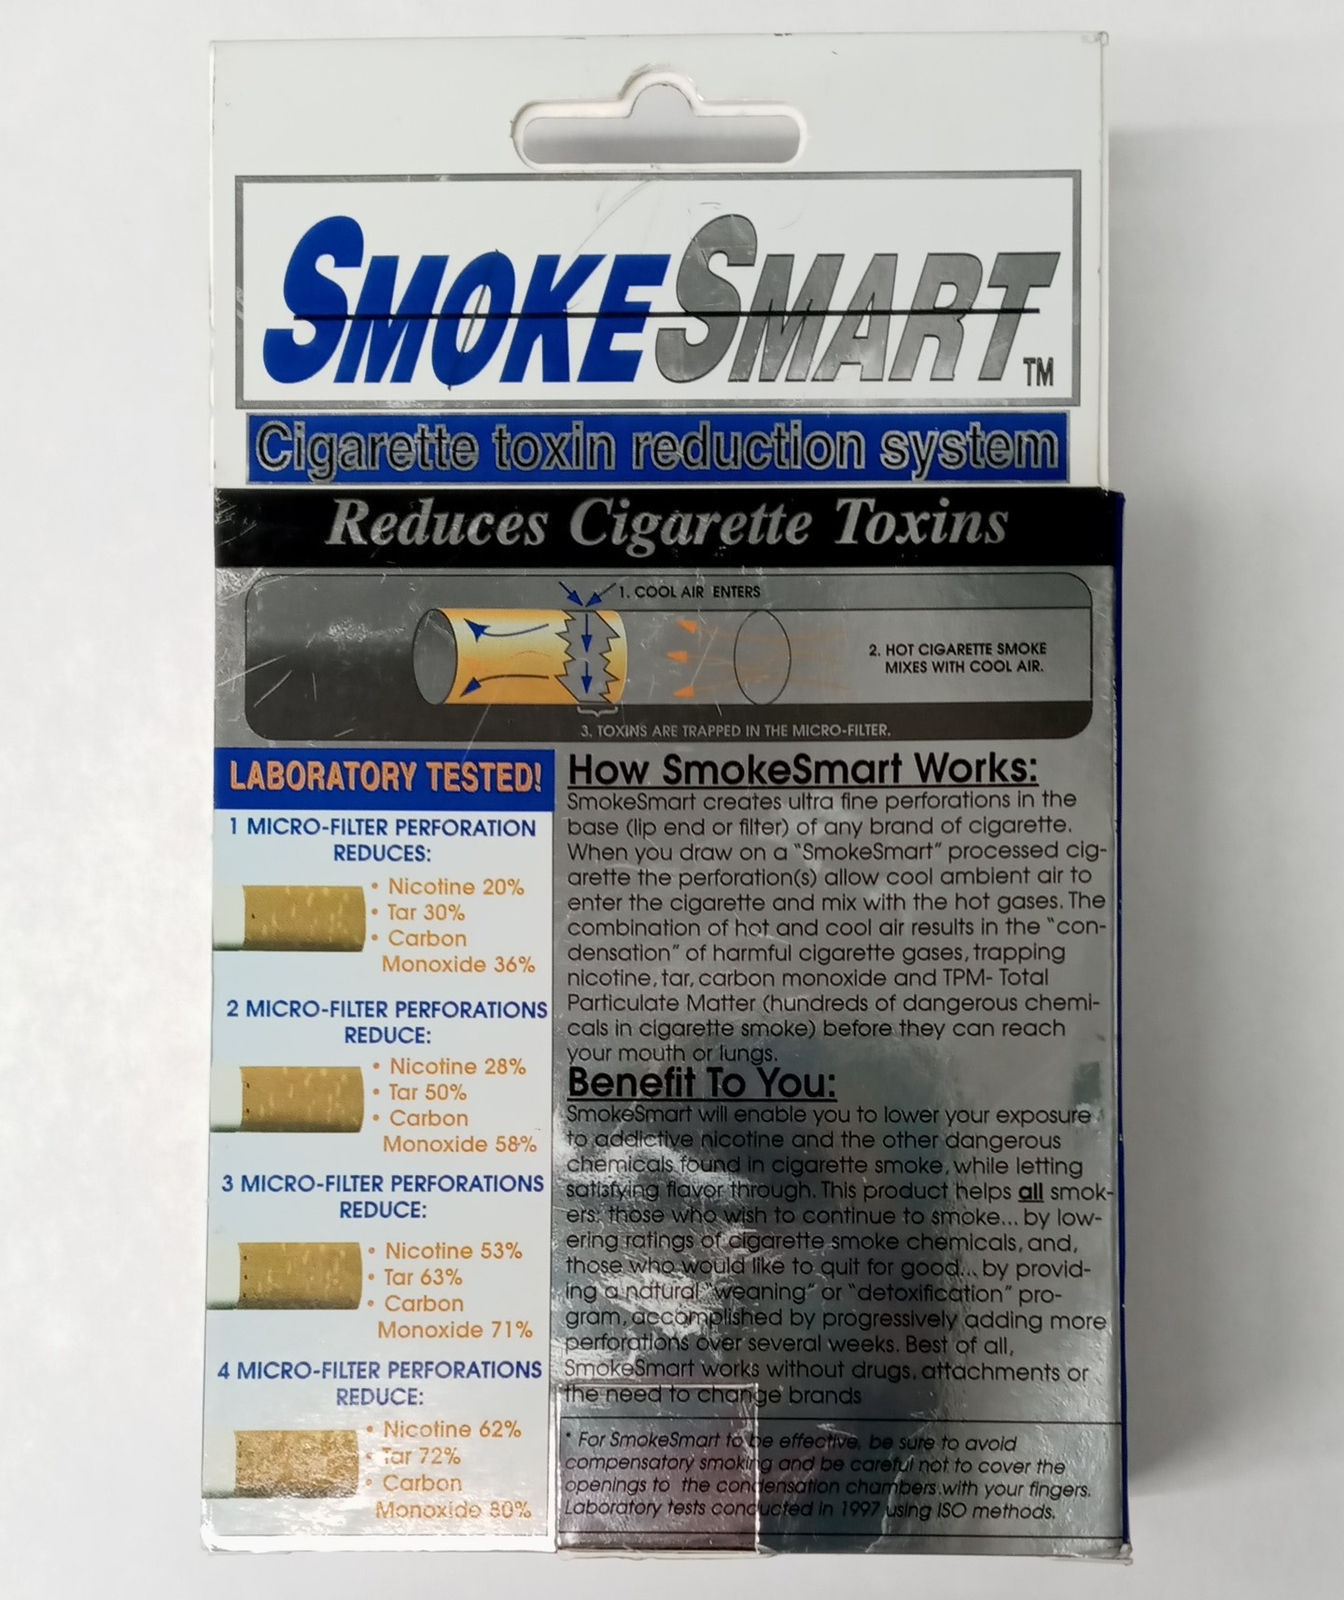 SMOKESMART TM
Cigarette toxin reduction system
Reduces Cigarette Toxins
1. COOL AIR ENTERS
2. HOT CIGARETTE SMOKE
MIXES WITH COOL AIR.
3. TOXINS ARE TRAPPED IN THE MICRO-FILTER.
LABORATORY TESTED!
1 MICRO-FILTER PERFORATION
REDUCES:
• Nicotine 20%
• Tar 30%
• Carbon
Monoxide 36%
2 MICRO-FILTER PERFORATIONS
REDUCE:
• Nicotine 28%
• Tar 50%
• Carbon
Monoxide 58%
3 MICRO-FILTER PERFORATIONS
REDUCE:
• Nicotine 53%
• Tar 63%
• Carbon
Monoxide 71%
4 MICRO-FILTER PERFORATIONS
REDUCE:
• Nicotine 62%
• Tar 72%
• Carbon
Monoxide 80%
How SmokeSmart Works:
SmokeSmart creates ultra fine perforations in the
base (lip end or filter) of any brand of cigarette.
When you draw on a "SmokeSmart" processed cig-
arette the perforation(s) allow cool ambient air to
enter the cigarette and mix with the hot gases. The
combination of hot and cool air results in the "con-
densation" of harmful cigarette gases, trapping
nicotine, tar, carbon monoxide and TPM- Total
Particulate Matter (hundreds of dangerous chemi-
cals in cigarette smoke) before they can reach
your mouth or lungs.
Benefit To You:
SmokeSmart will enable you to lower your exposure
to addictive nicotine and the other dangerous
chemicals found in cigarette smoke, while letting
satisfying flavor through. This product helps all smok-
ers: those who wish to continue to smoke... by low-
ering ratings of cigarette smoke chemicals, and,
those who would like to quit for good... by provid-
ing a natural "weaning" or "detoxification" pro-
gram, accomplished by progressively adding more
perforations over several weeks. Best of all,
SmokeSmart works without drugs, attachments or
the need to change brands
* For SmokeSmart to be effective, be sure to avoid
compensatory smoking and be careful not to cover the
openings to the condensation chambers with your fingers.
Laboratory tests conducted in 1997 using ISO methods.